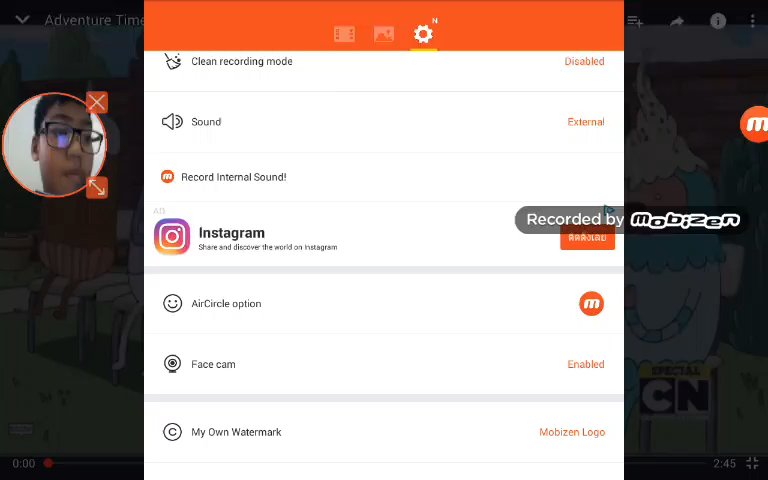 Adventure Time
N
Clean recording mode
Disabled
Sound
External
Record Internal Sound!
AD
Instagram
Share and discover the world on Instagram
ติดตั้งเลย
Recorded by mobizen
AirCircle option
m
Face cam
Enabled
My Own Watermark
Mobizen Logo
SPECIAL
CN
0:00
2:45